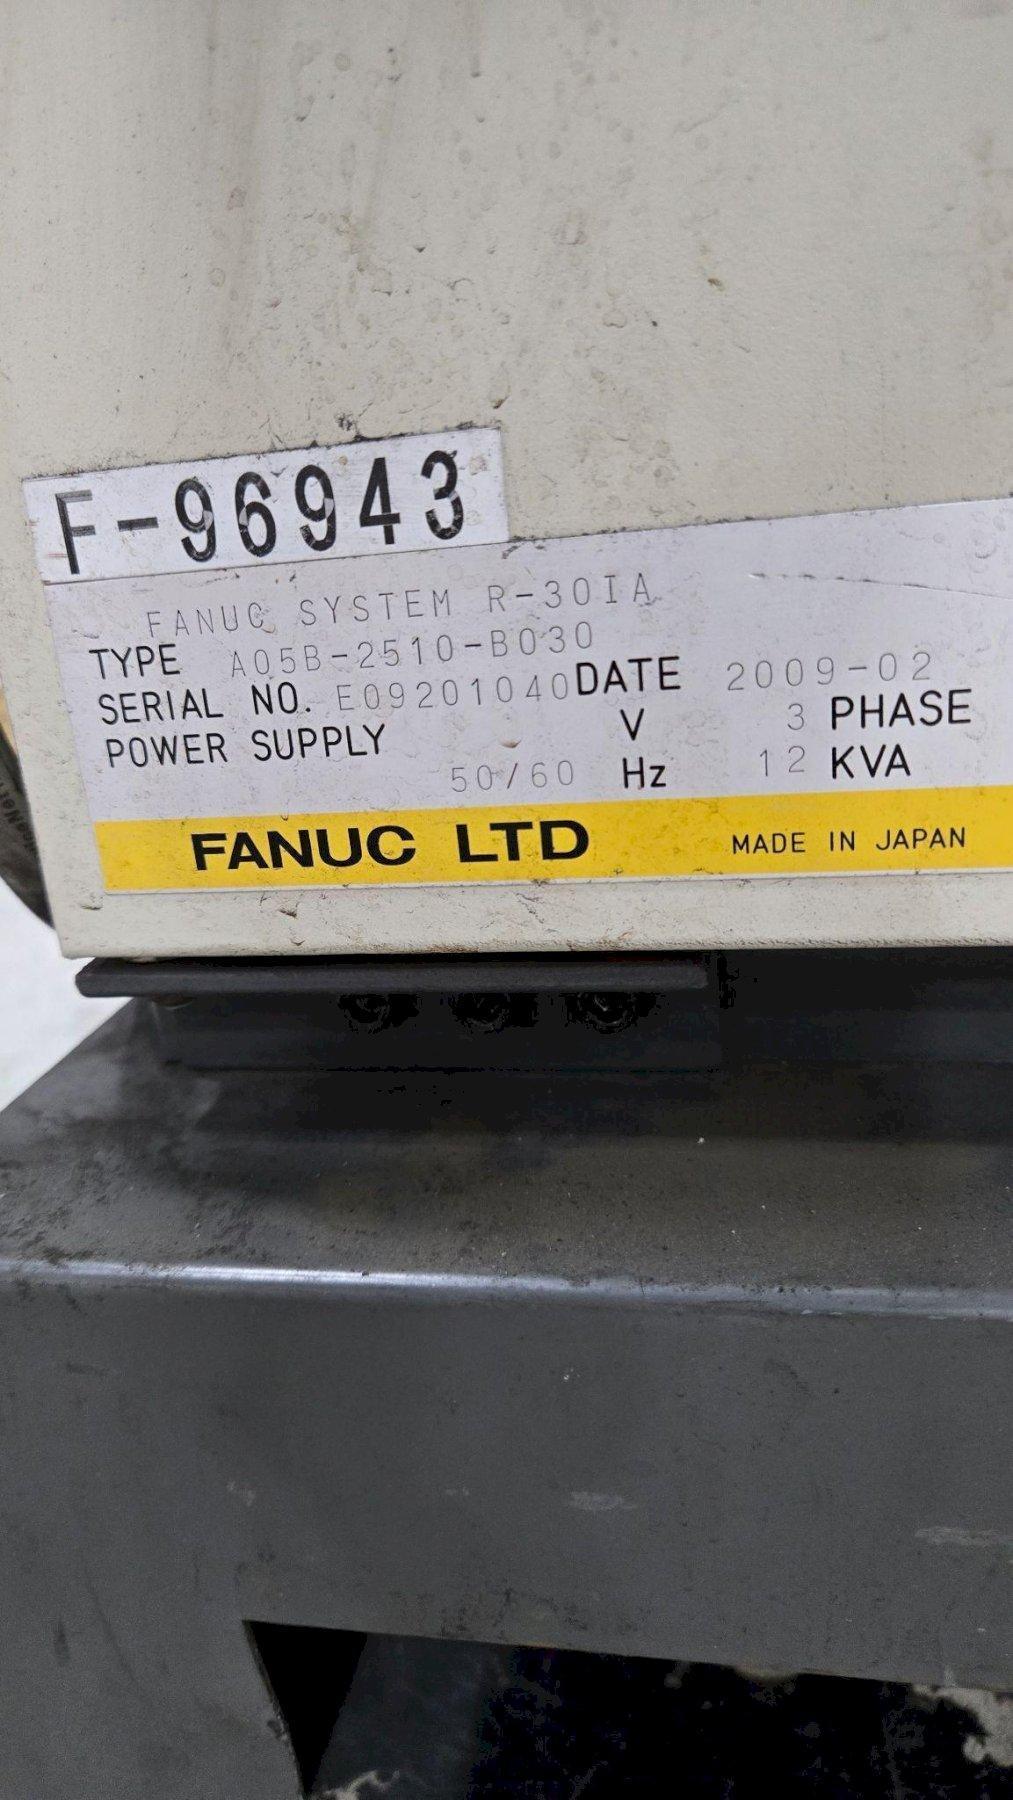 F-96943
FANUC SYSTEM R-30IA
TYPE A05B-2510-B030
SERIAL NO. E09201040 DATE 2009-02
POWER SUPPLY V 3 PHASE
50/60 Hz 12 KVA
FANUC LTD MADE IN JAPAN